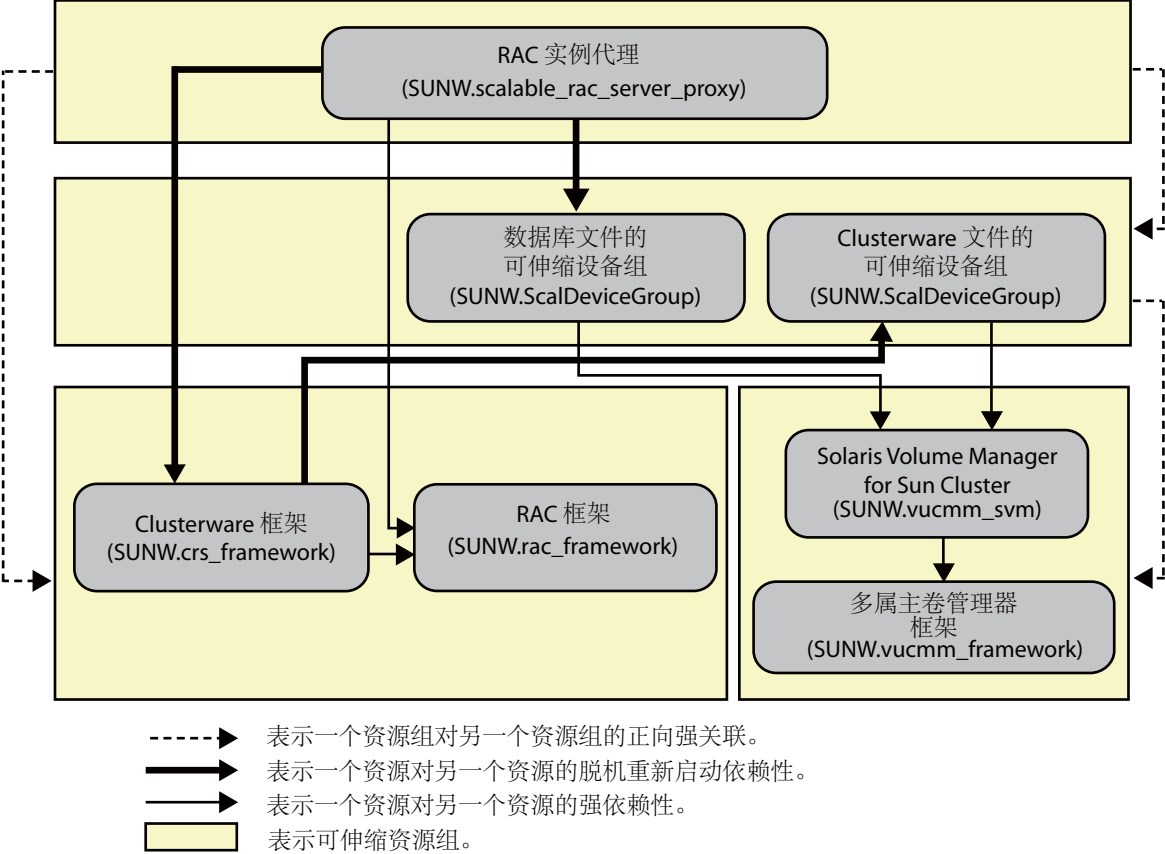 RAC 实例代理
(SUNW.scalable_rac_server_proxy)
数据库文件的
可伸缩设备组
(SUNW.ScalDeviceGroup)
Clusterware 文件的
可伸缩设备组
(SUNW.ScalDeviceGroup)
Clusterware 框架
(SUNW.crs_framework)
RAC 框架
(SUNW.rac_framework)
Solaris Volume Manager
for Sun Cluster
(SUNW.vucmm_svm)
多属主卷管理器
框架
(SUNW.vucmm_framework)
表示一个资源组对另一个资源组的正向强关联。
表示一个资源对另一个资源的脱机重新启动依赖性。
表示一个资源对另一个资源的强依赖性。
表示可伸缩资源组。